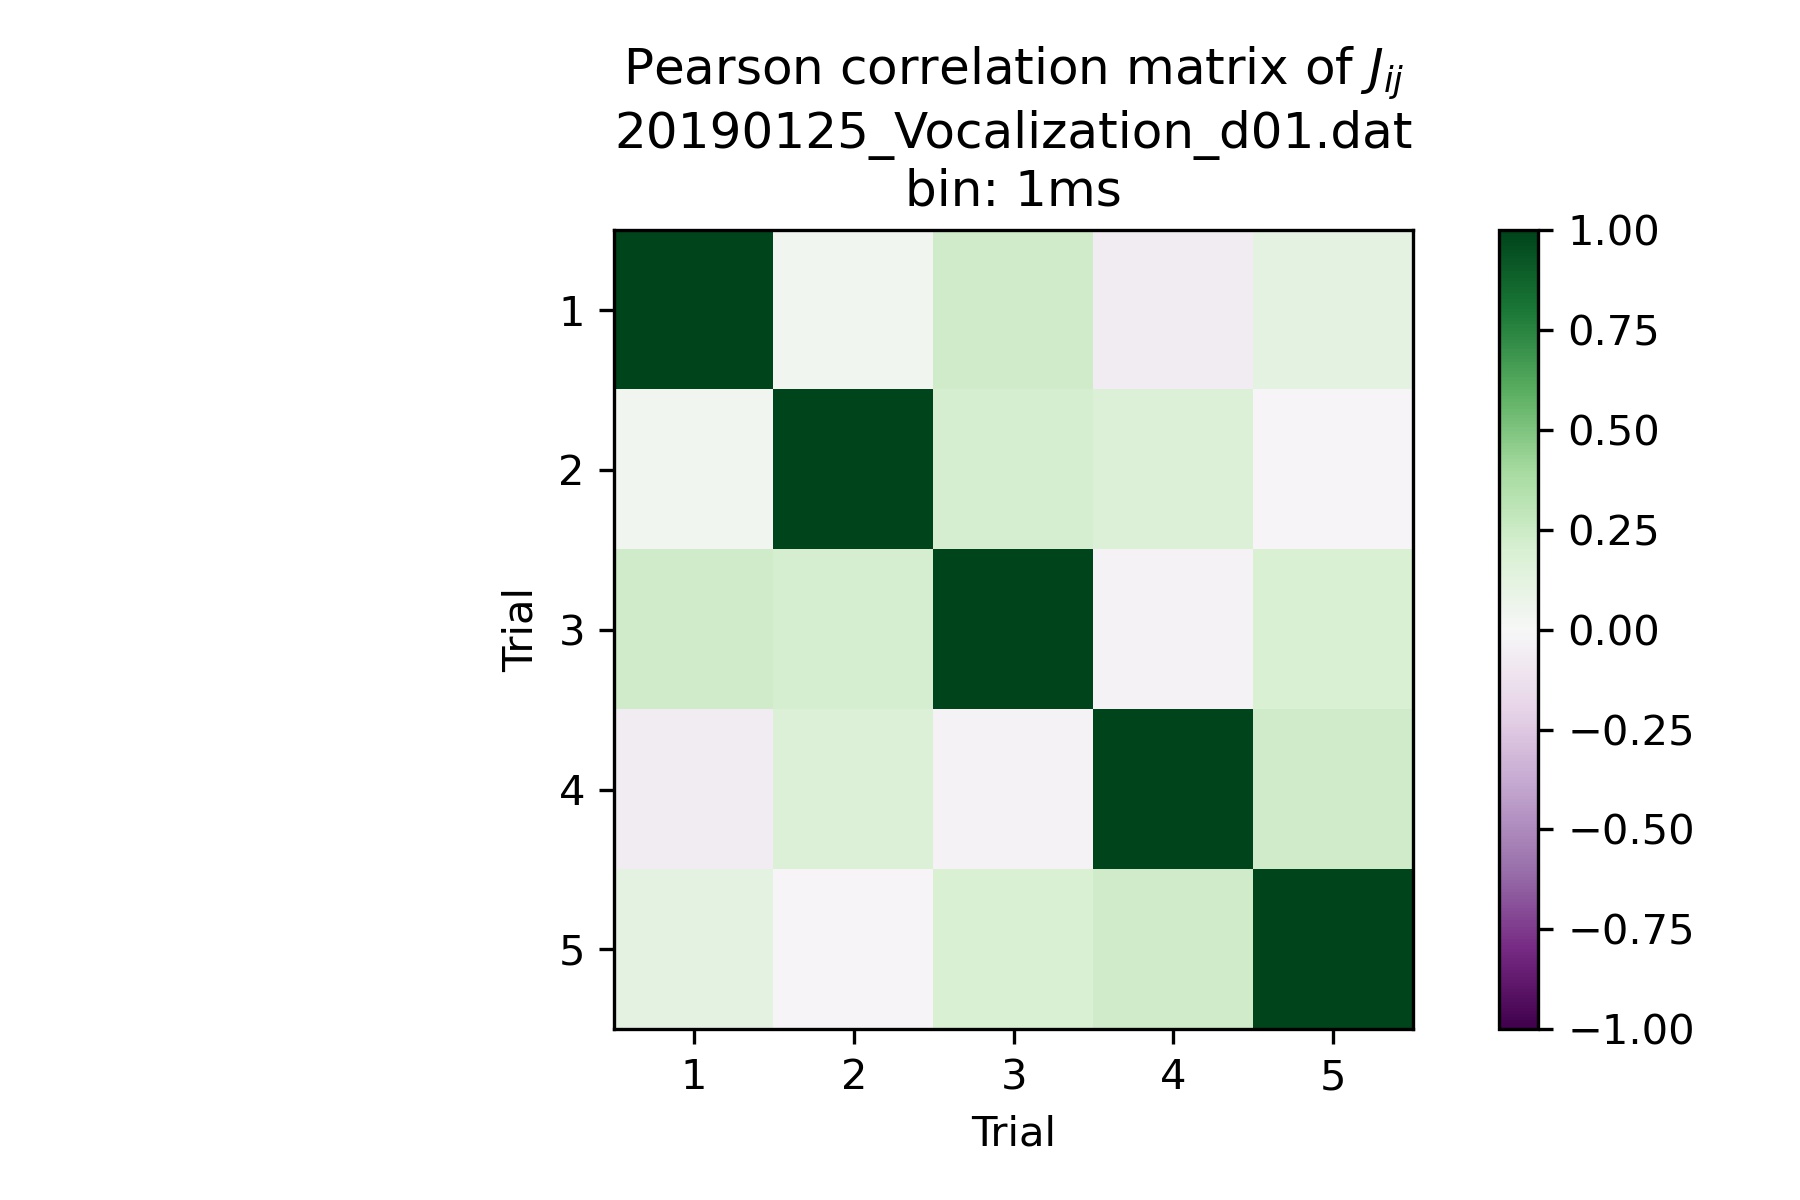 Pearson correlation matrix of J_{ij}
20190125_Vocalization_d01.dat
bin: 1ms
1
2
3
4
5
Trial
1 2 3 4 5
Trial
1.00
0.75
0.50
0.25
0.00
−0.25
−0.50
−0.75
−1.00